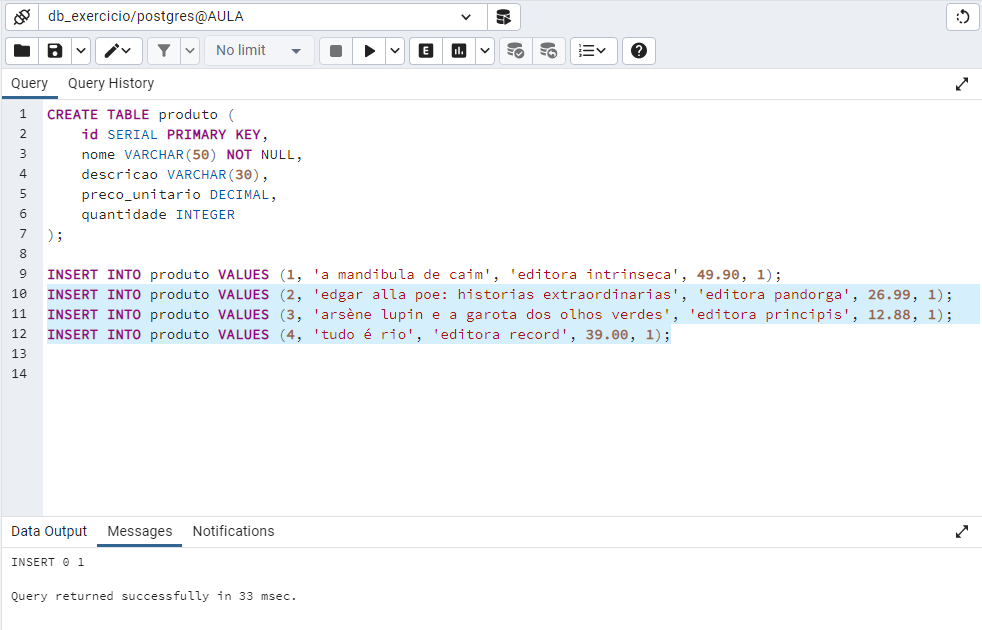 db_exercicio/postgres@AULA
No limit
E
Query Query History
1 CREATE TABLE produto (
2 id SERIAL PRIMARY KEY,
3 nome VARCHAR(50) NOT NULL,
4 descricao VARCHAR(30),
5 preco_unitario DECIMAL,
6 quantidade INTEGER
7 );
8
9 INSERT INTO produto VALUES (1, 'a mandibula de caim', 'editora intrinseca', 49.90, 1);
10 INSERT INTO produto VALUES (2, 'edgar alla poe: historias extraordinarias', 'editora pandorga', 26.99, 1);
11 INSERT INTO produto VALUES (3, 'arsène lupin e a garota dos olhos verdes', 'editora principis', 12.88, 1);
12 INSERT INTO produto VALUES (4, 'tudo é rio', 'editora record', 39.00, 1);
13
14
Data Output Messages Notifications
INSERT 0 1
Query returned successfully in 33 msec.